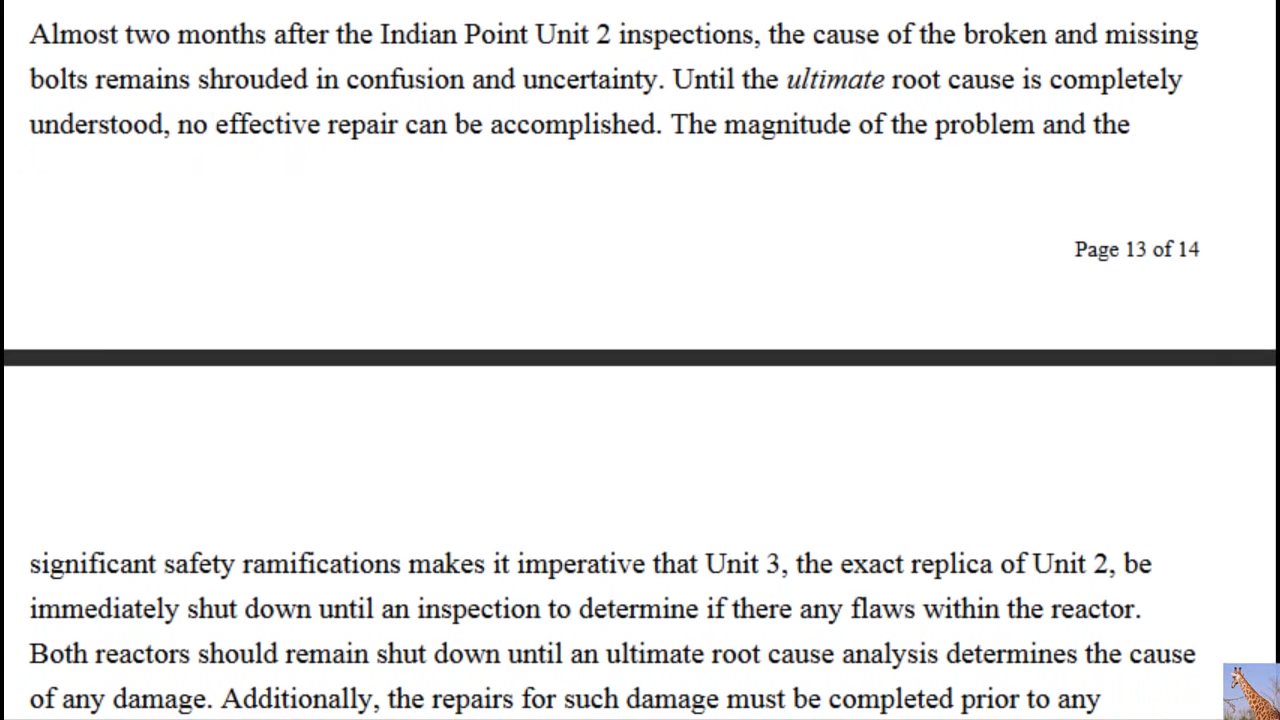 Almost two months after the Indian Point Unit 2 inspections, the cause of the broken and missing
bolts remains shrouded in confusion and uncertainty. Until the ultimate root cause is completely
understood, no effective repair can be accomplished. The magnitude of the problem and the
Page 13 of 14
significant safety ramifications makes it imperative that Unit 3, the exact replica of Unit 2, be
immediately shut down until an inspection to determine if there any flaws within the reactor.
Both reactors should remain shut down until an ultimate root cause analysis determines the cause
of any damage. Additionally, the repairs for such damage must be completed prior to any